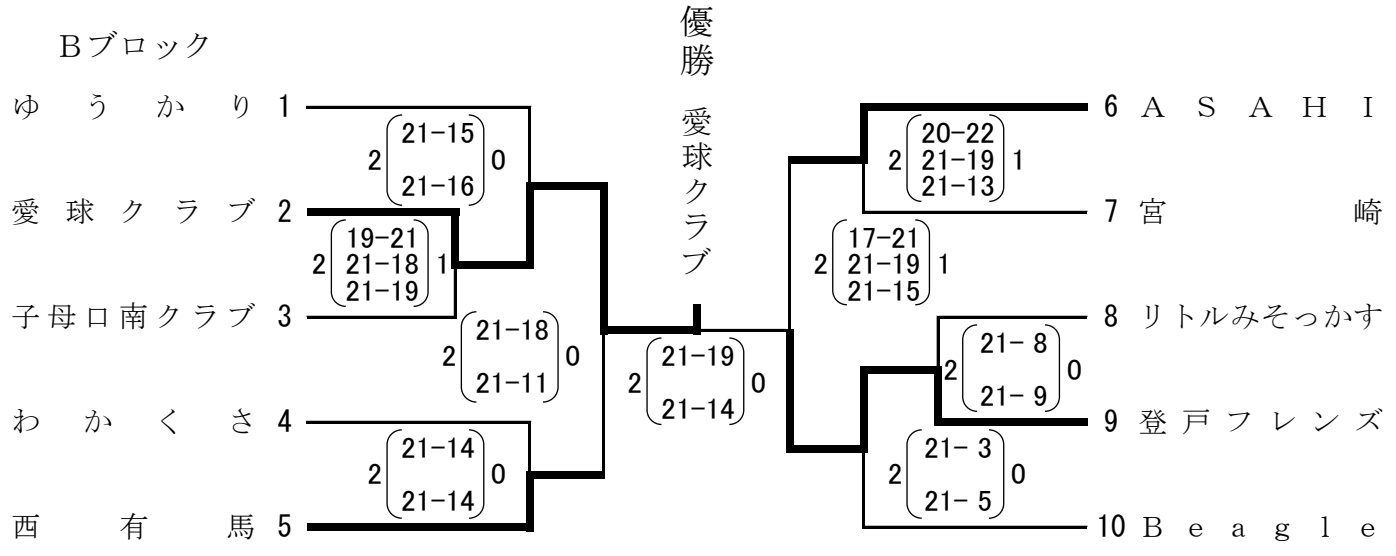 Bブロック
優勝 愛球クラブ
ゆうかり 1
2 21-15 0
21-16
愛球クラブ 2
19-21
2 21-18 1
21-19
子母口南クラブ 3
21-18
2 0
21-11
わかくさ 4
21-14
2 0
21-14
西有馬 5
21-19
2 0
21-14
6 ASAHI
20-22
2 21-19 1
21-13
7 宮崎
17-21
2 21-19 1
21-15
8 リトルみそっかす
21- 8
2 0
21- 9
9 登戸フレンズ
21- 3
2 0
21- 5
10 Beagle